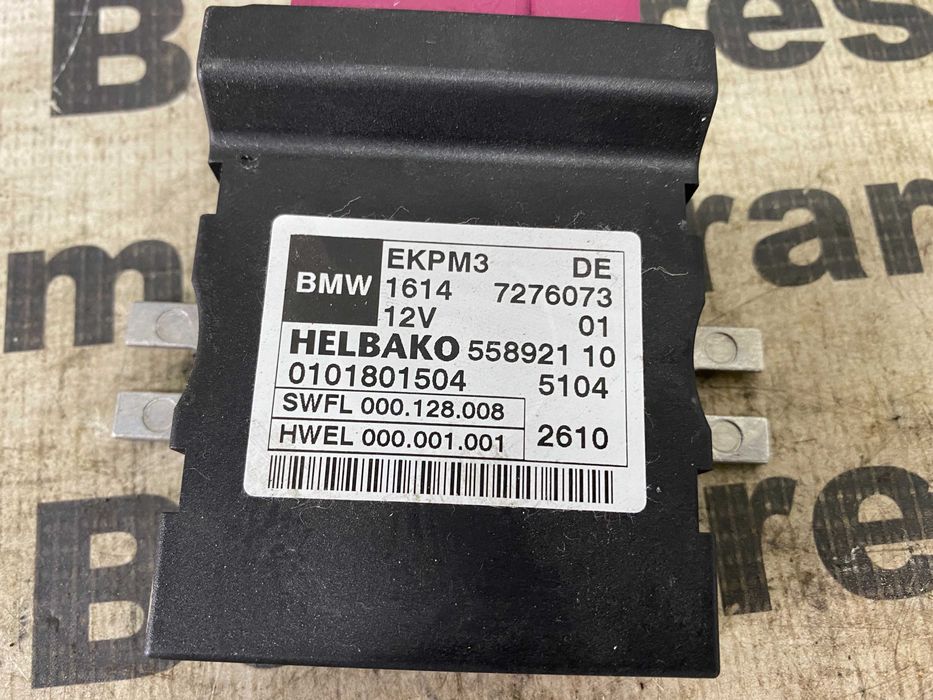 EKPM3 DE
BMW 1614 7276073
12V 01
HELBAKO 558921 10
0101801504 5104
SWFL 000.128.008
HWEL 000.001.001 2610